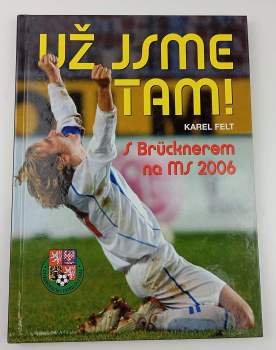 UŽ JSME
TAM!
KAREL FELT
s Brücknerem
na MS 2006